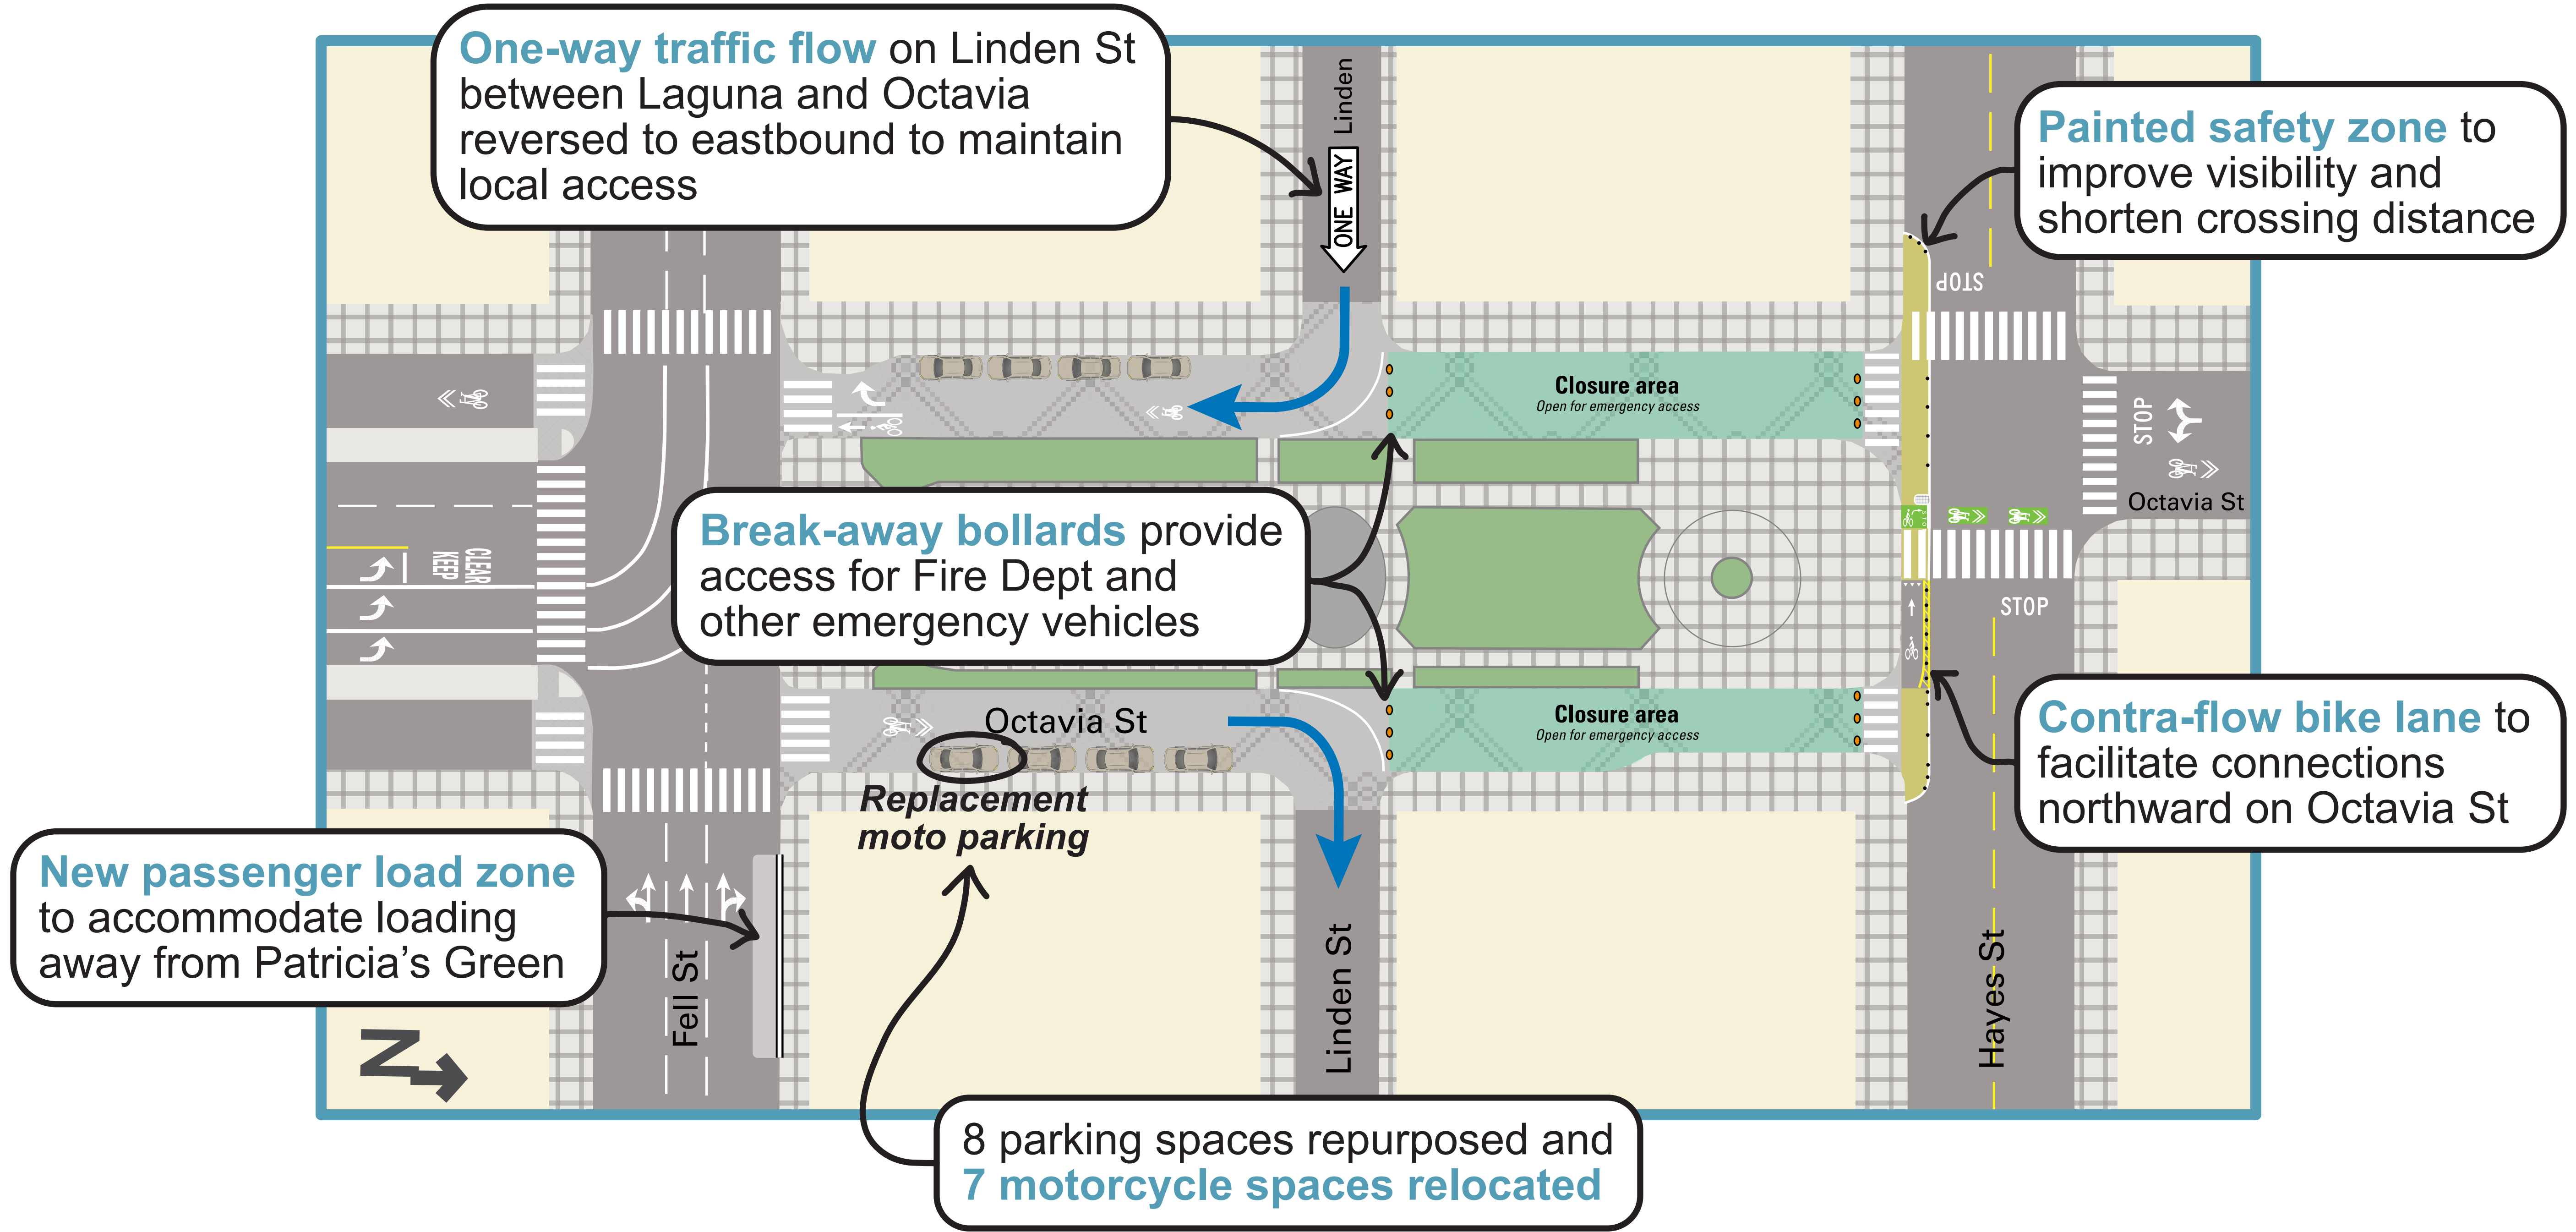 One-way traffic flow on Linden St
between Laguna and Octavia
reversed to eastbound to maintain
local access
Linden
ONE WAY
Painted safety zone to
improve visibility and
shorten crossing distance
STOP
Closure area
Open for emergency access
STOP
Octavia St
KEEP
CLEAR
Break-away bollards provide
access for Fire Dept and
other emergency vehicles
STOP
Octavia St
Closure area
Open for emergency access
Contra-flow bike lane to
facilitate connections
northward on Octavia St
Replacement
moto parking
New passenger load zone
to accommodate loading
away from Patricia's Green
Fell St
Linden St
Hayes St
N
8 parking spaces repurposed and
7 motorcycle spaces relocated